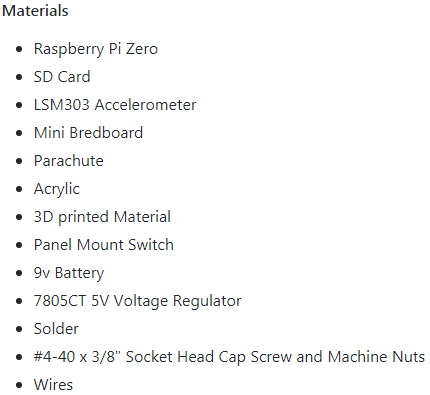 Materials
• Raspberry Pi Zero
• SD Card
• LSM303 Accelerometer
• Mini Bredboard
• Parachute
• Acrylic
• 3D printed Material
• Panel Mount Switch
• 9v Battery
• 7805CT 5V Voltage Regulator
• Solder
• #4-40 x 3/8" Socket Head Cap Screw and Machine Nuts
• Wires